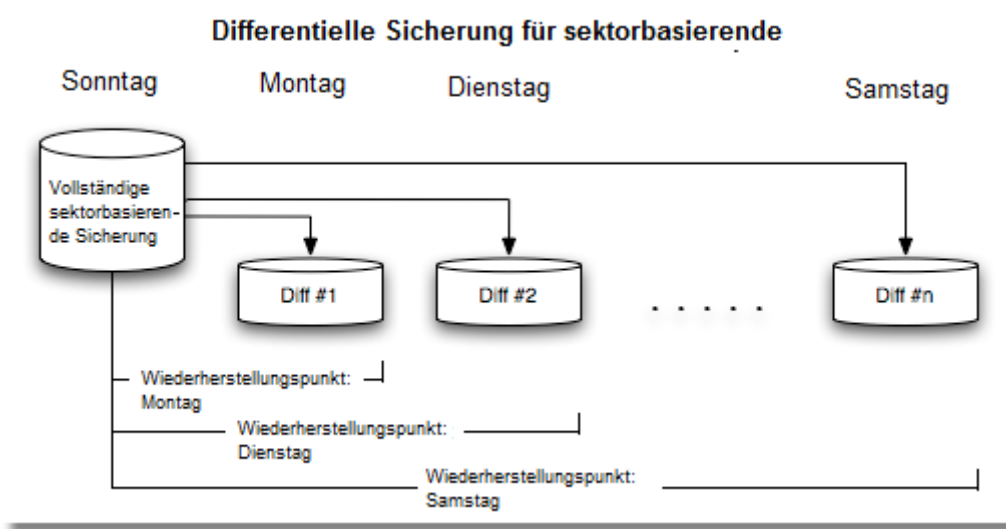 Differentielle Sicherung für sektorbasierende
Sonntag
Montag
Dienstag
Samstag
Vollständige
sektorbasieren-
de Sicherung
Diff #1
Diff #2
. . . . .
Diff #n
Wiederherstellungspunkt:
Montag
Wiederherstellungspunkt:
Dienstag
Wiederherstellungspunkt:
Samstag